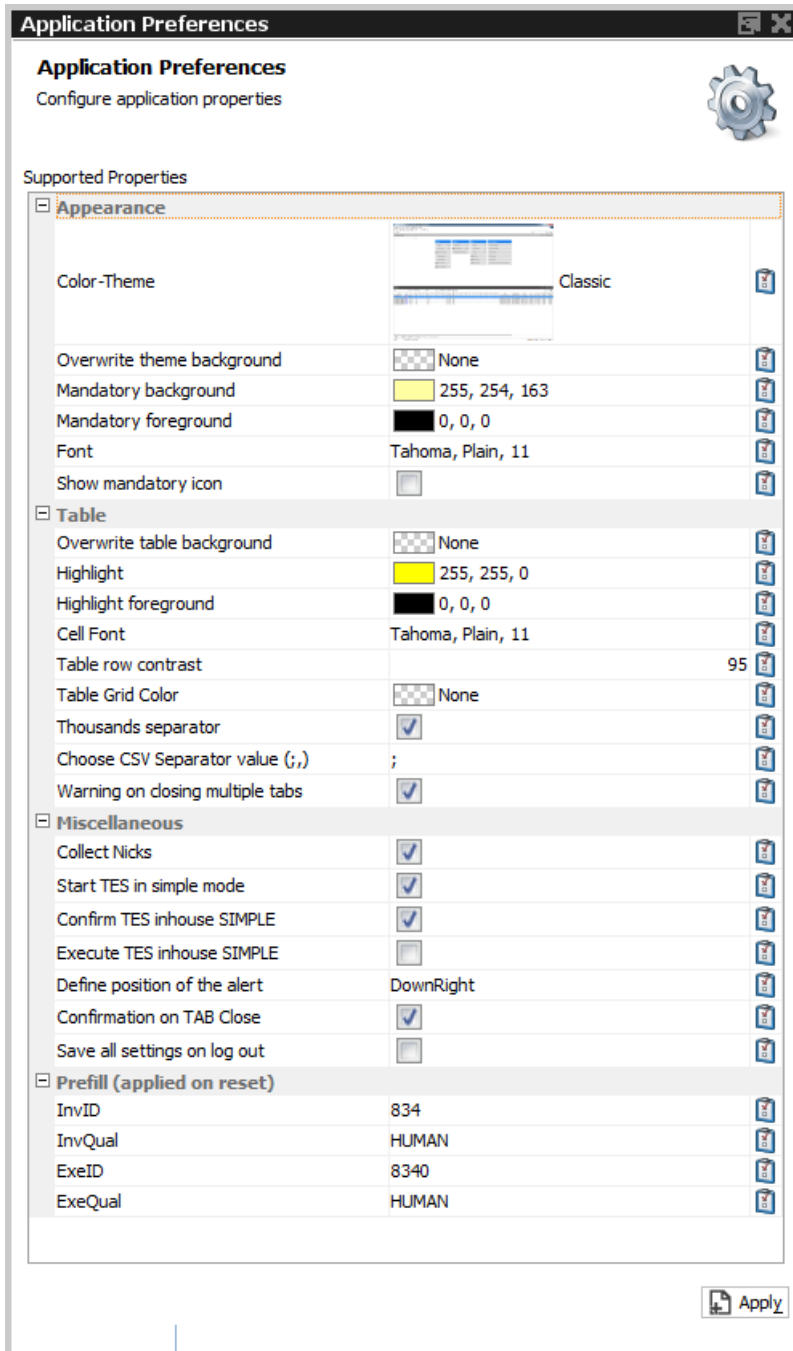 Application Preferences
Application Preferences
Configure application properties
Supported Properties
Appearance
Color-Theme Classic
Overwrite theme background None
Mandatory background 255, 254, 163
Mandatory foreground 0, 0, 0
Font Tahoma, Plain, 11
Show mandatory icon
Table
Overwrite table background None
Highlight 255, 255, 0
Highlight foreground 0, 0, 0
Cell Font Tahoma, Plain, 11
Table row contrast 95
Table Grid Color None
Thousands separator
Choose CSV Separator value (;,) ;
Warning on closing multiple tabs
Miscellaneous
Collect Nicks
Start TES in simple mode
Confirm TES inhouse SIMPLE
Execute TES inhouse SIMPLE
Define position of the alert DownRight
Confirmation on TAB Close
Save all settings on log out
Prefill (applied on reset)
InvID 834
InvQual HUMAN
ExeID 8340
ExeQual HUMAN
Apply